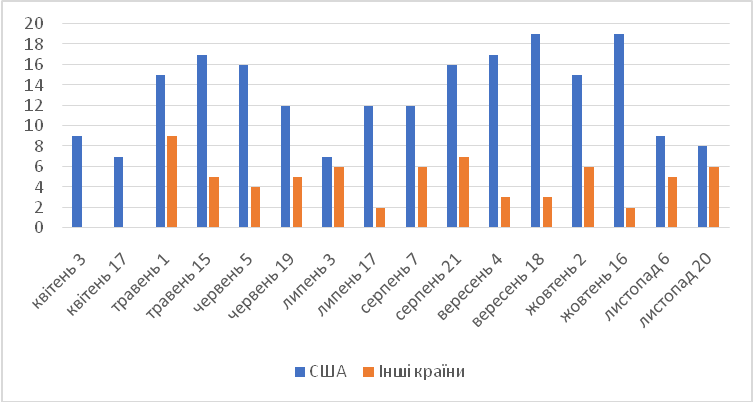 20
18
16
14
12
10
8
6
4
2
0
квітень 3
квітень 17
травень 1
травень 15
червень 5
червень 19
липень 3
липень 17
серпень 7
серпень 21
вересень 4
вересень 18
жовтень 2
жовтень 16
листопад 6
листопад 20
США Інші країни